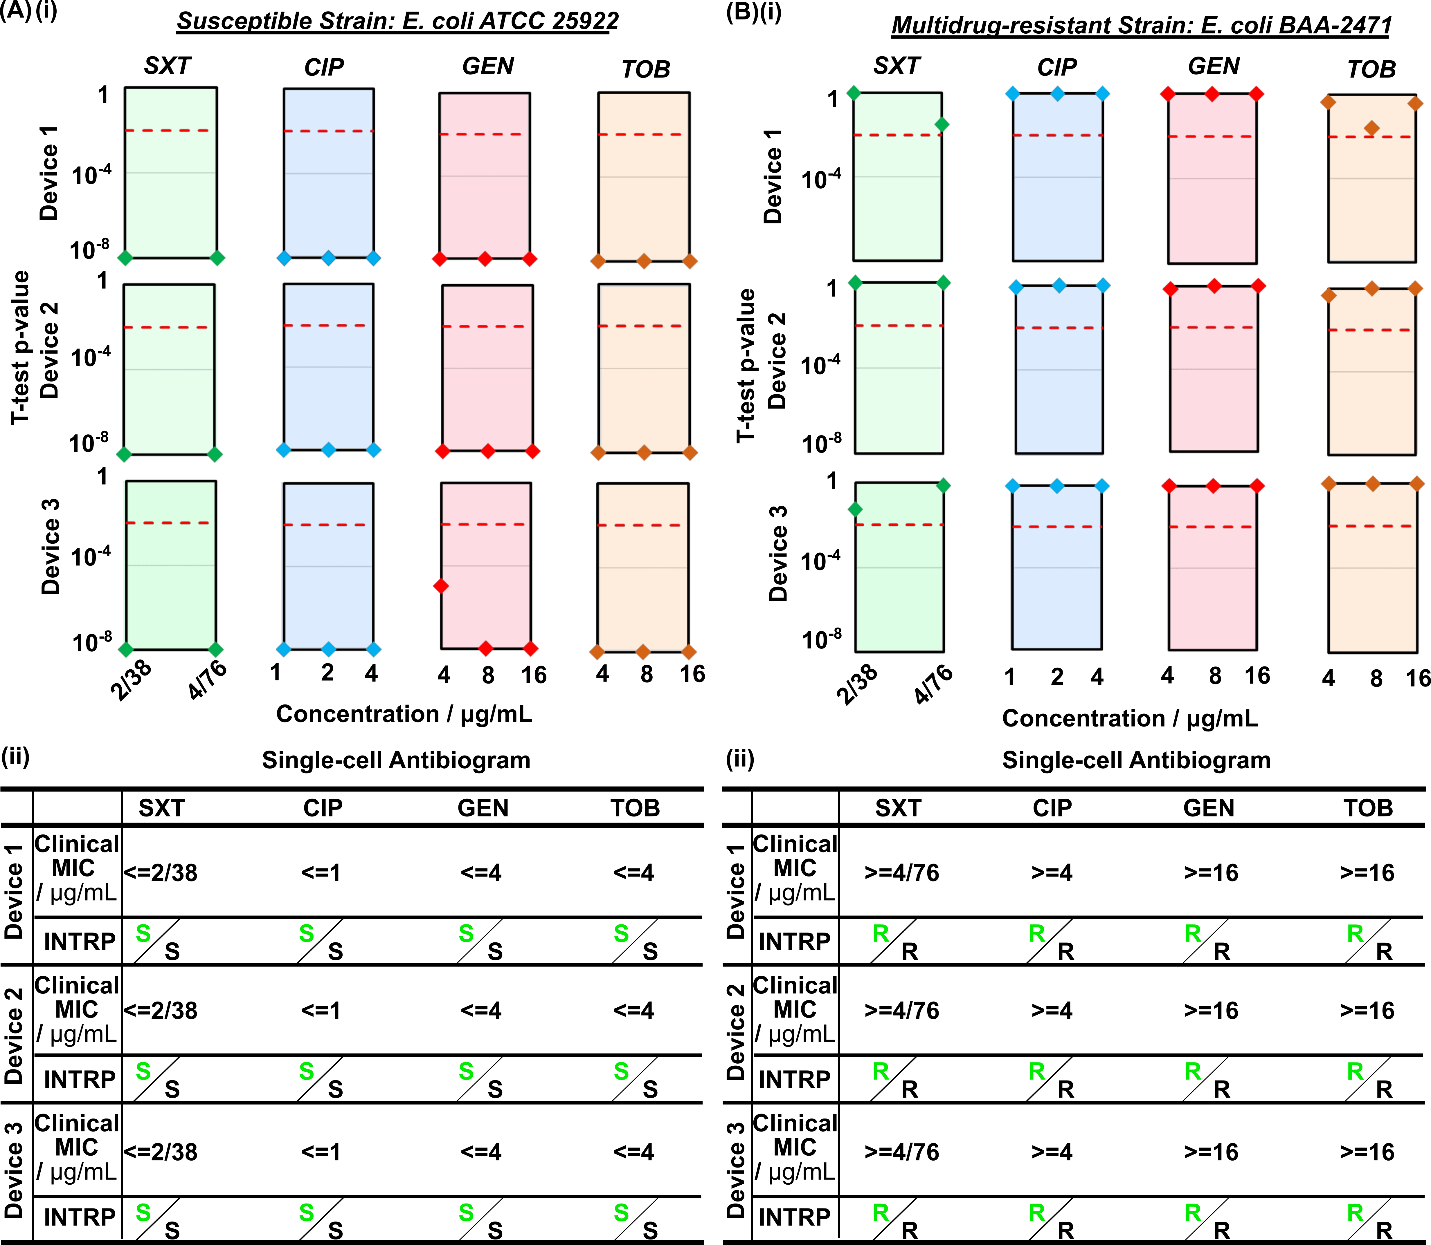 (A) (i)
Susceptible Strain: E. coli ATCC 25922
SXT CIP GEN TOB
Device 1
1
10-4
10-8
T-test p-value
Device 2
1
10-4
10-8
Device 3
1
10-4
10-8
2/38 4/76 1 2 4 4 8 16 4 8 16
Concentration / µg/mL
(ii)
Single-cell Antibiogram
SXT CIP GEN TOB
Device 1
Clinical
MIC
/ µg/mL
<=2/38 <=1 <=4 <=4
INTRP S/S S/S S/S S/S
Device 2
Clinical
MIC
/ µg/mL
<=2/38 <=1 <=4 <=4
INTRP S/S S/S S/S S/S
Device 3
Clinical
MIC
/ µg/mL
<=2/38 <=1 <=4 <=4
INTRP S/S S/S S/S S/S
(B)(i)
Multidrug-resistant Strain: E. coli BAA-2471
SXT CIP GEN TOB
Device 1
1
10-4
T-test p-value
Device 2
1
10-4
10-8
Device 3
1
10-4
10-8
2/38 4/76 1 2 4 4 8 16 4 8 16
Concentration / µg/mL
(ii)
Single-cell Antibiogram
SXT CIP GEN TOB
Device 1
Clinical
MIC
/ µg/mL
>=4/76 >=4 >=16 >=16
INTRP R/R R/R R/R R/R
Device 2
Clinical
MIC
/ µg/mL
>=4/76 >=4 >=16 >=16
INTRP R/R R/R R/R R/R
Device 3
Clinical
MIC
/ µg/mL
>=4/76 >=4 >=16 >=16
INTRP R/R R/R R/R R/R